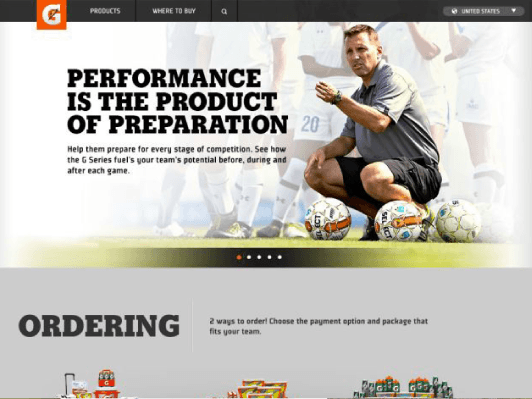 G
PRODUCTS
WHERE TO BUY
UNITED STATES
PERFORMANCE
IS THE PRODUCT
OF PREPARATION
Help them prepare for every stage of competition. See how
the G Series fuel's your team's potential before, during and
after each game.
20
ORDERING
2 ways to order! Choose the payment option and package that
fits your team.